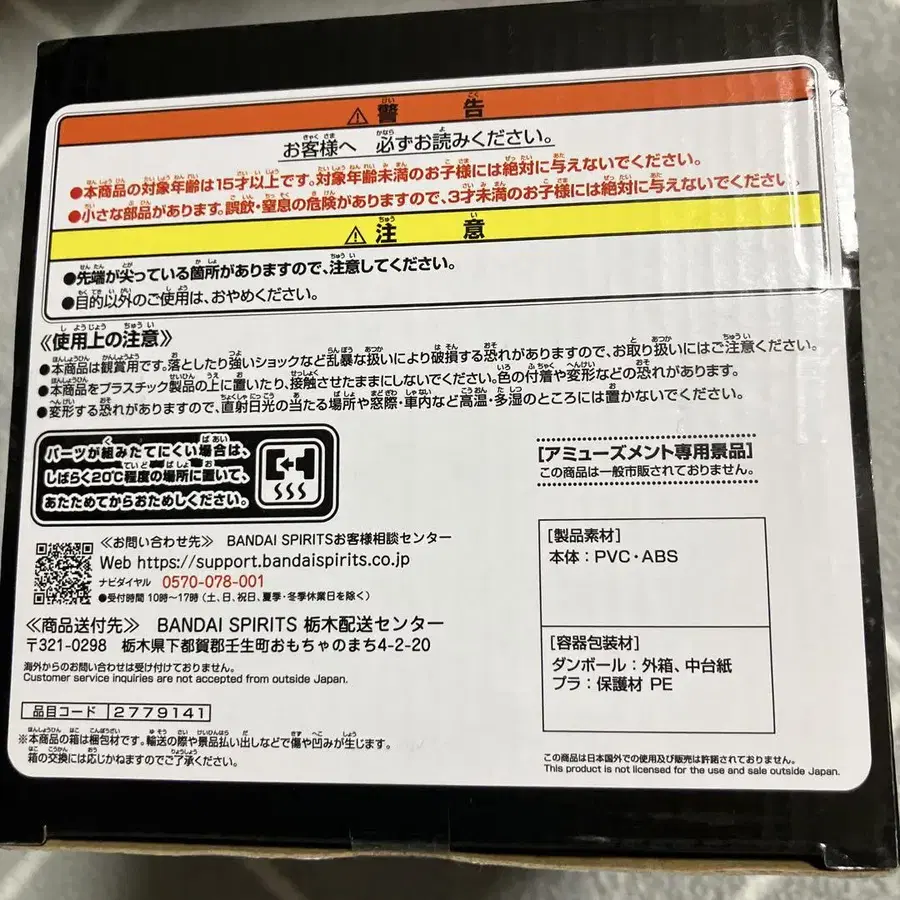 ⚠警告
お客様へ 必ずお読みください。
●本商品の対象年齢は15才以上です。対象年齢未満のお子様には絶対に与えないでください。
●小さな部品があります。誤飲・窒息の危険がありますので、3才未満のお子様には絶対に与えないでください。
⚠注意
●先端が尖っている箇所がありますので、注意してください。
●目的以外のご使用は、おやめください。
《使用上の注意》
●本商品は観賞用です。落としたり強いショックなど乱暴な扱いにより破損する恐れがありますので、お取り扱いにはご注意ください。
●本商品をプラスチック製品の上に置いたり、接触させたままにしないでください。色の付着や変形などの恐れがあります。
●変形する恐れがありますので、直射日光の当たる場所や窓際・車内など高温・多湿のところには置かないでください。
パーツが組みたてにくい場合は、
しばらく20℃程度の場所に置いて、
あたためてからおためしください。
[アミューズメント専用景品]
この商品は一般市販されておりません。
≪お問い合わせ先≫ BANDAI SPIRITSお客様相談センター
Web https://support.bandaispirits.co.jp
ナビダイヤル 0570-078-001
●受付時間 10時〜17時(土、日、祝日、夏季・冬季休業日を除く)
≪商品送付先≫ BANDAI SPIRITS 栃木配送センター
〒321-0298 栃木県下都賀郡壬生町おもちゃのまち4-2-20
海外からのお問い合わせは受け付けておりません。
Customer service inquiries are not accepted from outside Japan.
品目コード 2779141
※本商品の箱は梱包材です。輸送の際や景品払い出しなどで傷や凹みが生じます。
箱の交換には応じかねますのでご了承ください。
[製品素材]
本体:PVC・ABS
[容器包装材]
ダンボール:外箱、中台紙
プラ:保護材 PE
この商品は日本国外での使用及び販売は許諾されておりません。
This product is not licensed for the use and sale outside Japan.